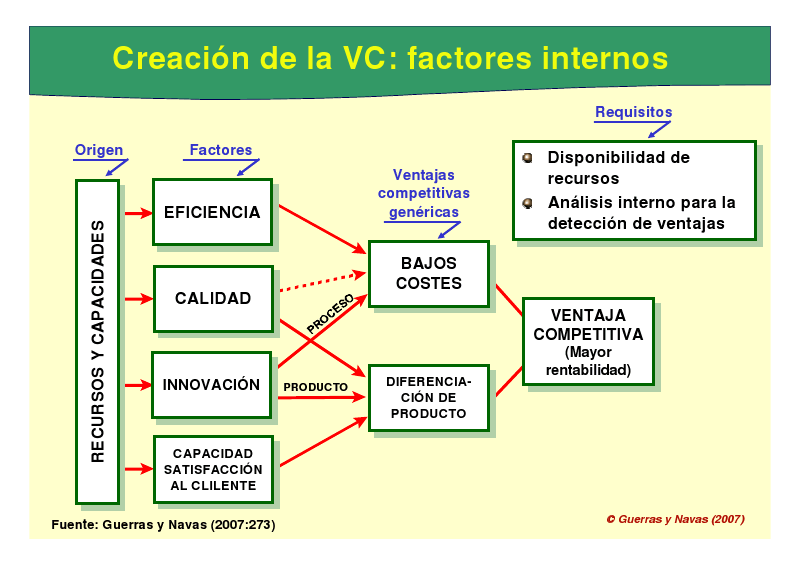 Creación de la VC: factores internos
Requisitos
Disponibilidad de
recursos
Análisis interno para la
detección de ventajas
Origen
Factores
Ventajas
competitivas
genéricas
RECURSOS Y CAPACIDADES
EFICIENCIA
CALIDAD
INNOVACIÓN
CAPACIDAD
SATISFACCIÓN
AL CLILENTE
PROCESO
PRODUCTO
BAJOS
COSTES
DIFERENCIA-
CIÓN DE
PRODUCTO
VENTAJA
COMPETITIVA
(Mayor
rentabilidad)
Fuente: Guerras y Navas (2007:273)
© Guerras y Navas (2007)